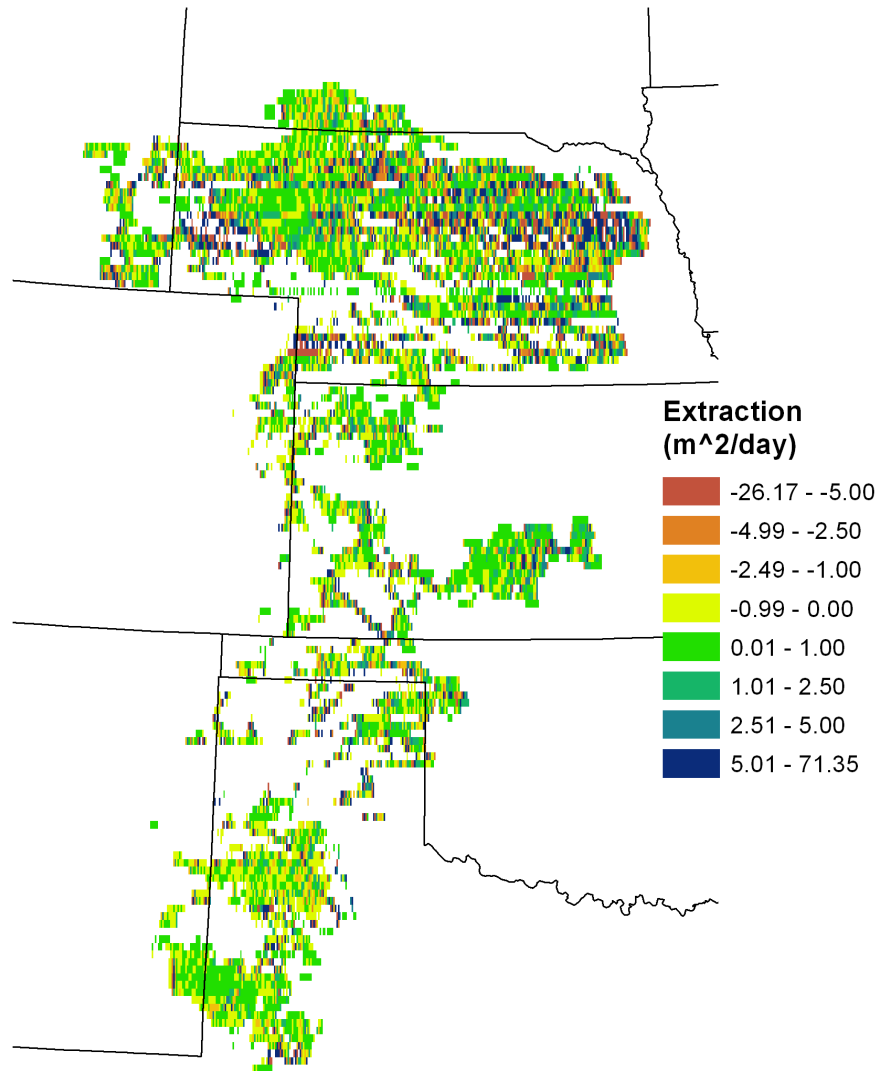 Extraction
(m^2/day)
-26.17 - -5.00
-4.99 - -2.50
-2.49 - -1.00
-0.99 - 0.00
0.01 - 1.00
1.01 - 2.50
2.51 - 5.00
5.01 - 71.35